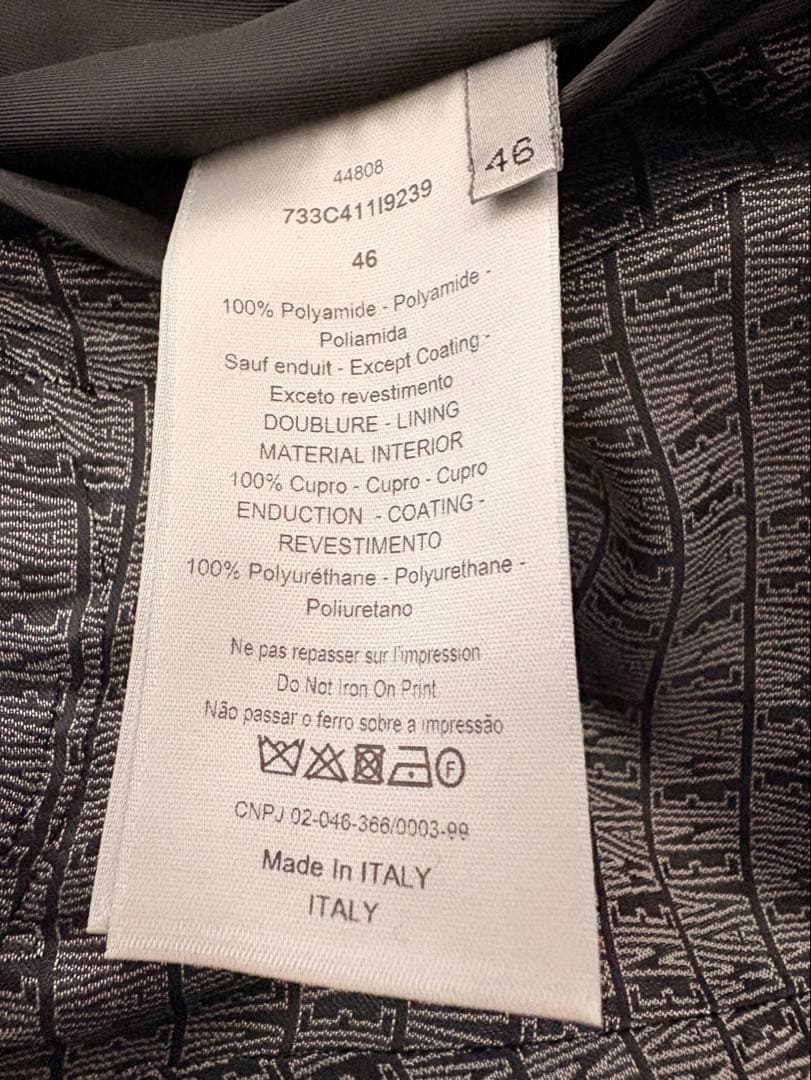 46
44808
733C411I9239
46
100% Polyamide - Polyamide -
Poliamida
Sauf enduit - Except Coating -
Exceto revestimento
DOUBLURE - LINING
MATERIAL INTERIOR
100% Cupro - Cupro - Cupro
ENDUCTION - COATING -
REVESTIMENTO
100% Polyuréthane - Polyurethane -
Poliuretano
Ne pas repasser sur l'impression
Do Not Iron On Print
Não passar o ferro sobre a impressão
F
CNPJ 02-046-366/0003-99
Made In ITALY
ITALY